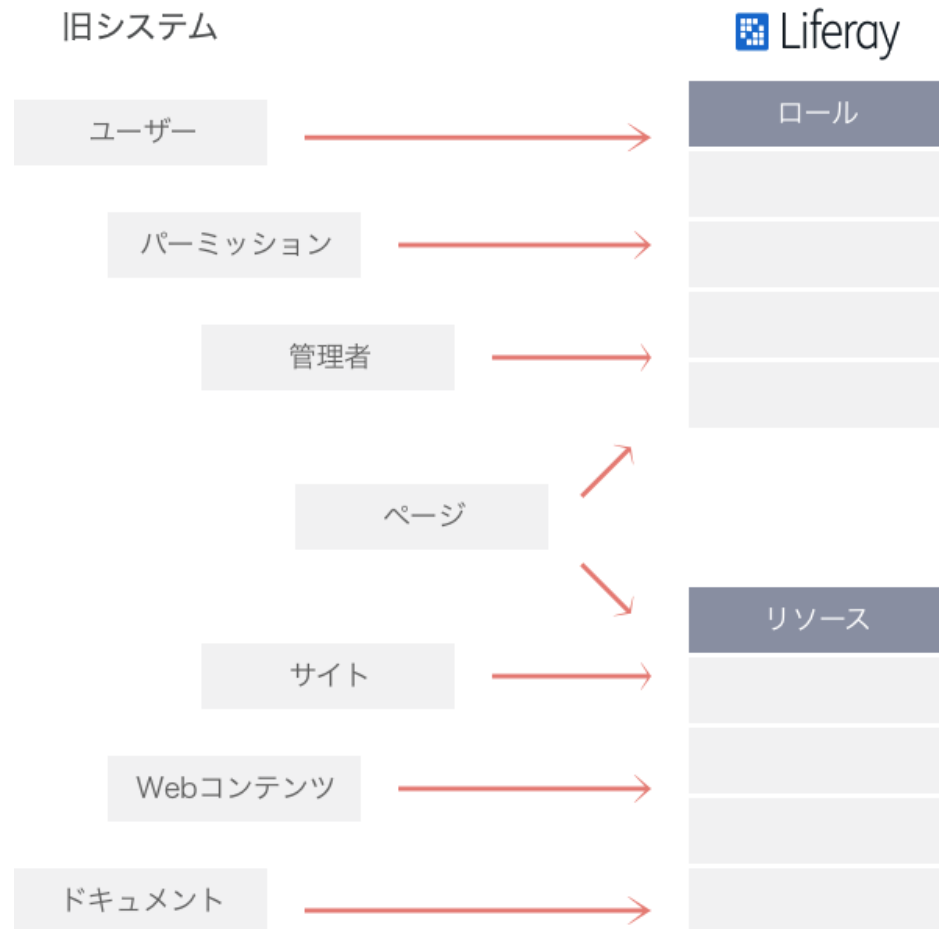 旧システム
Liferay
ユーザー
ロール
パーミッション
管理者
ページ
リソース
サイト
Webコンテンツ
ドキュメント